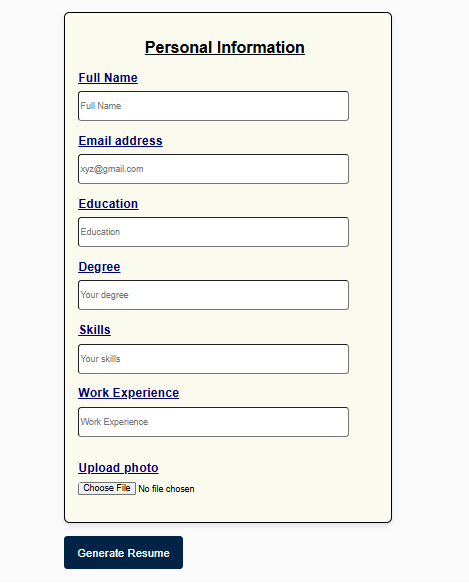 Personal Information
Full Name
Full Name
Email address
xyz@gmail.com
Education
Education
Degree
Your degree
Skills
Your skills
Work Experience
Work Experience
Upload photo
Choose File No file chosen
Generate Resume